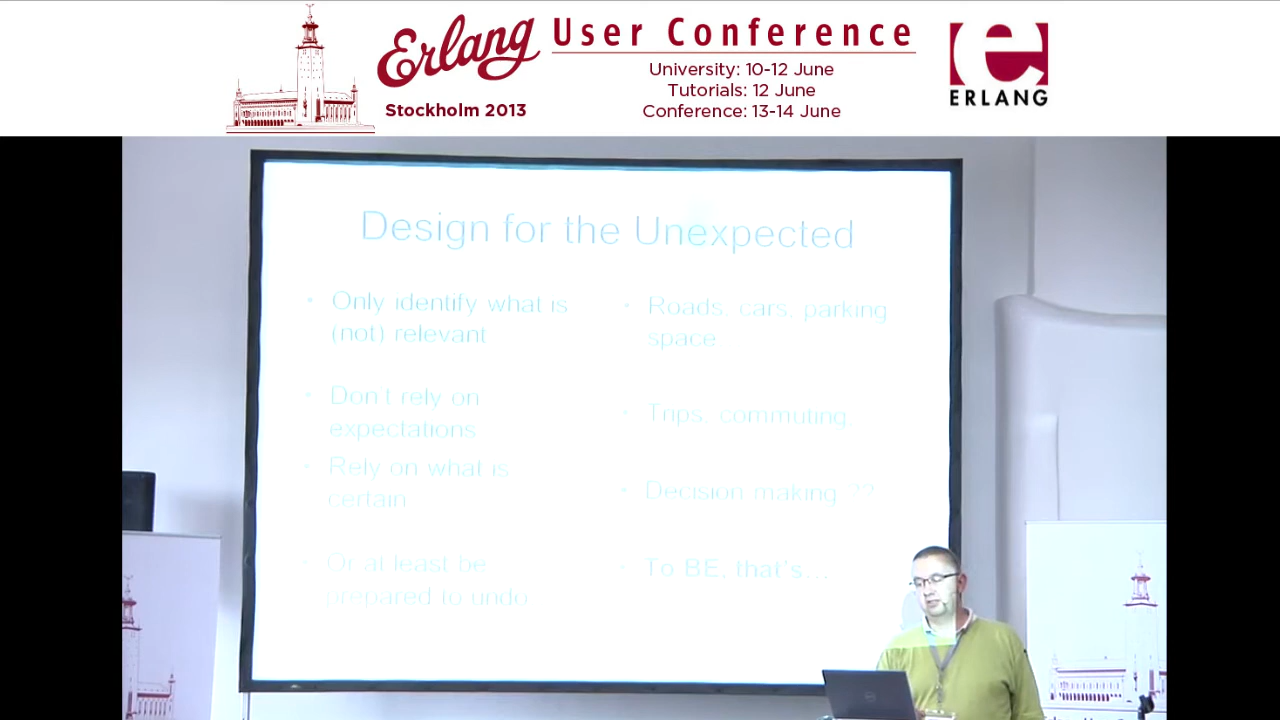 Erlang User Conference
Stockholm 2013
University: 10-12 June
Tutorials: 12 June
Conference: 13-14 June
ERLANG
Design for the Unexpected
• Only identify what is
(not) relevant
• Don't rely on
expectations
• Rely on what is
certain
• Or at least be
prepared to undo
• Roads, cars, parking
space
• Trips, commuting,
• Decision making ??
• To BE, that's...